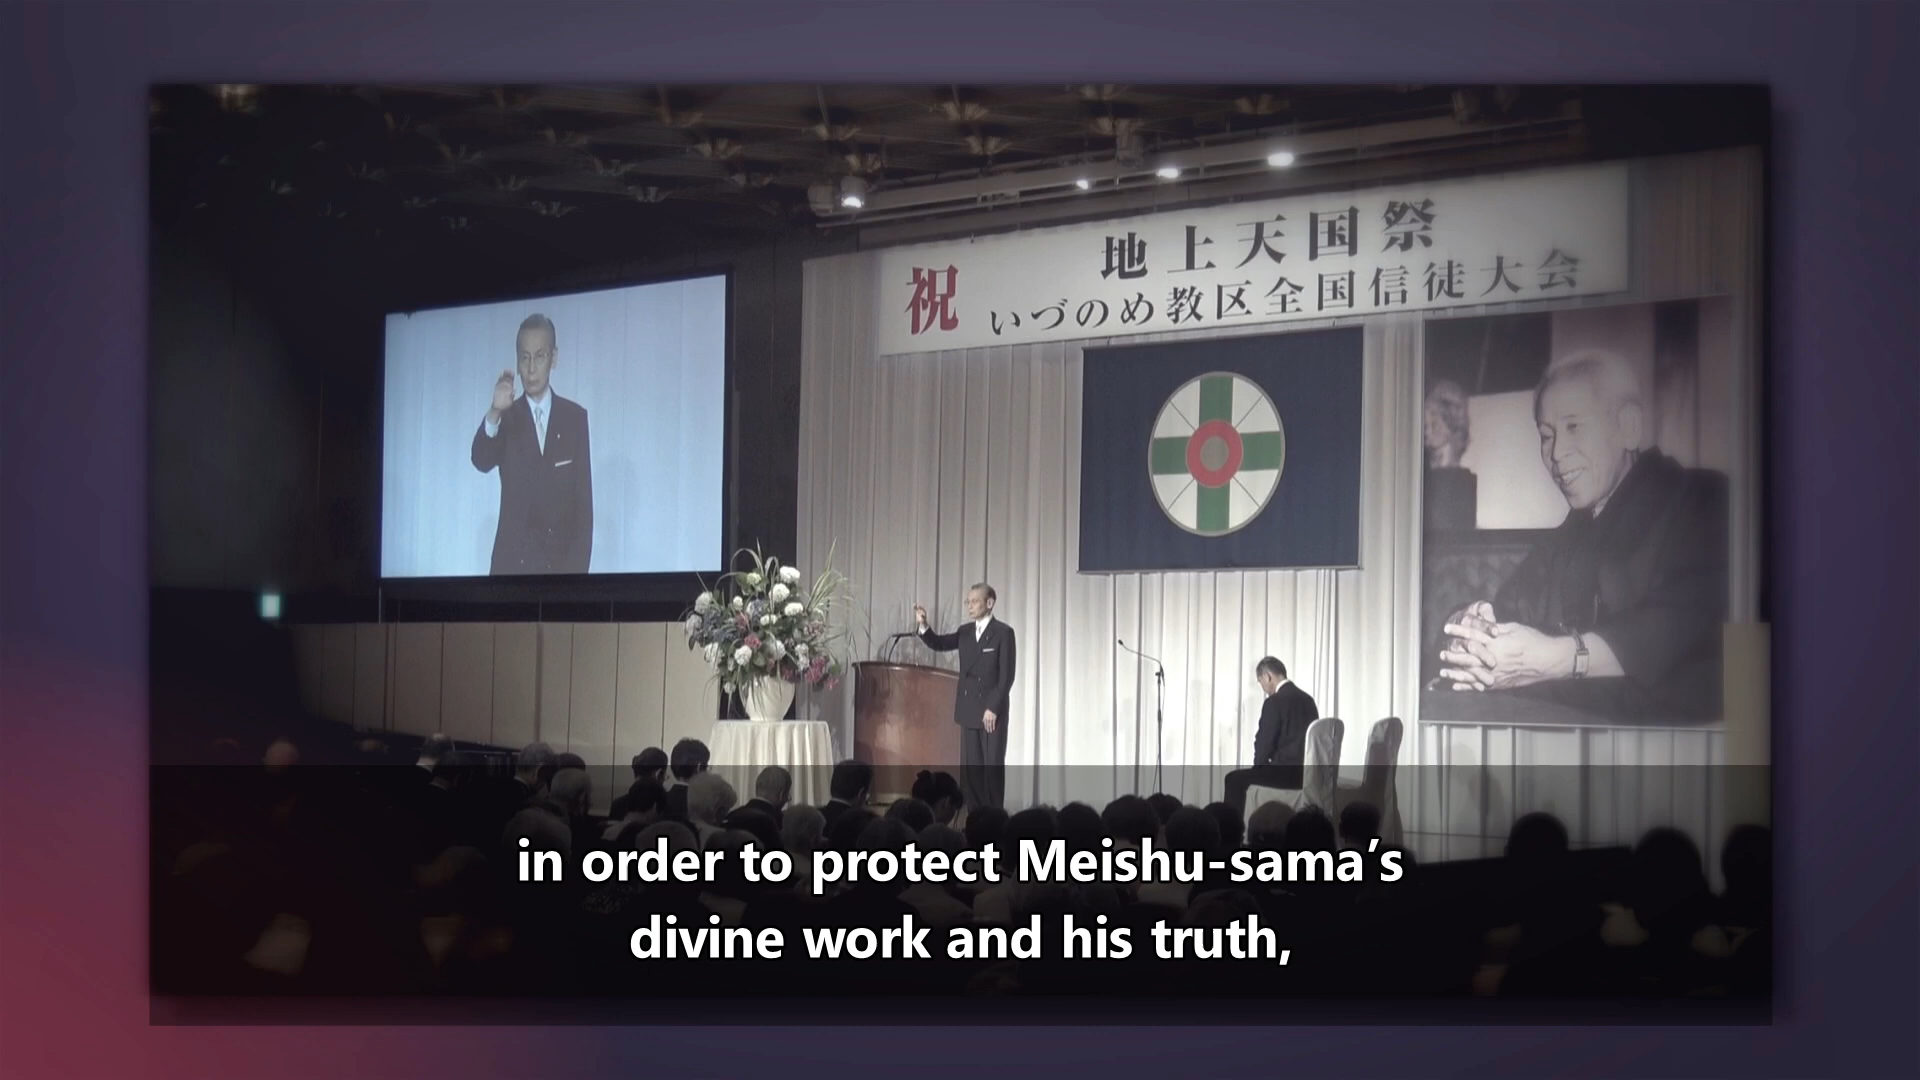 祝
地上天国祭
いづのめ教区全国信徒大会
in order to protect Meishu-sama’s
divine work and his truth,